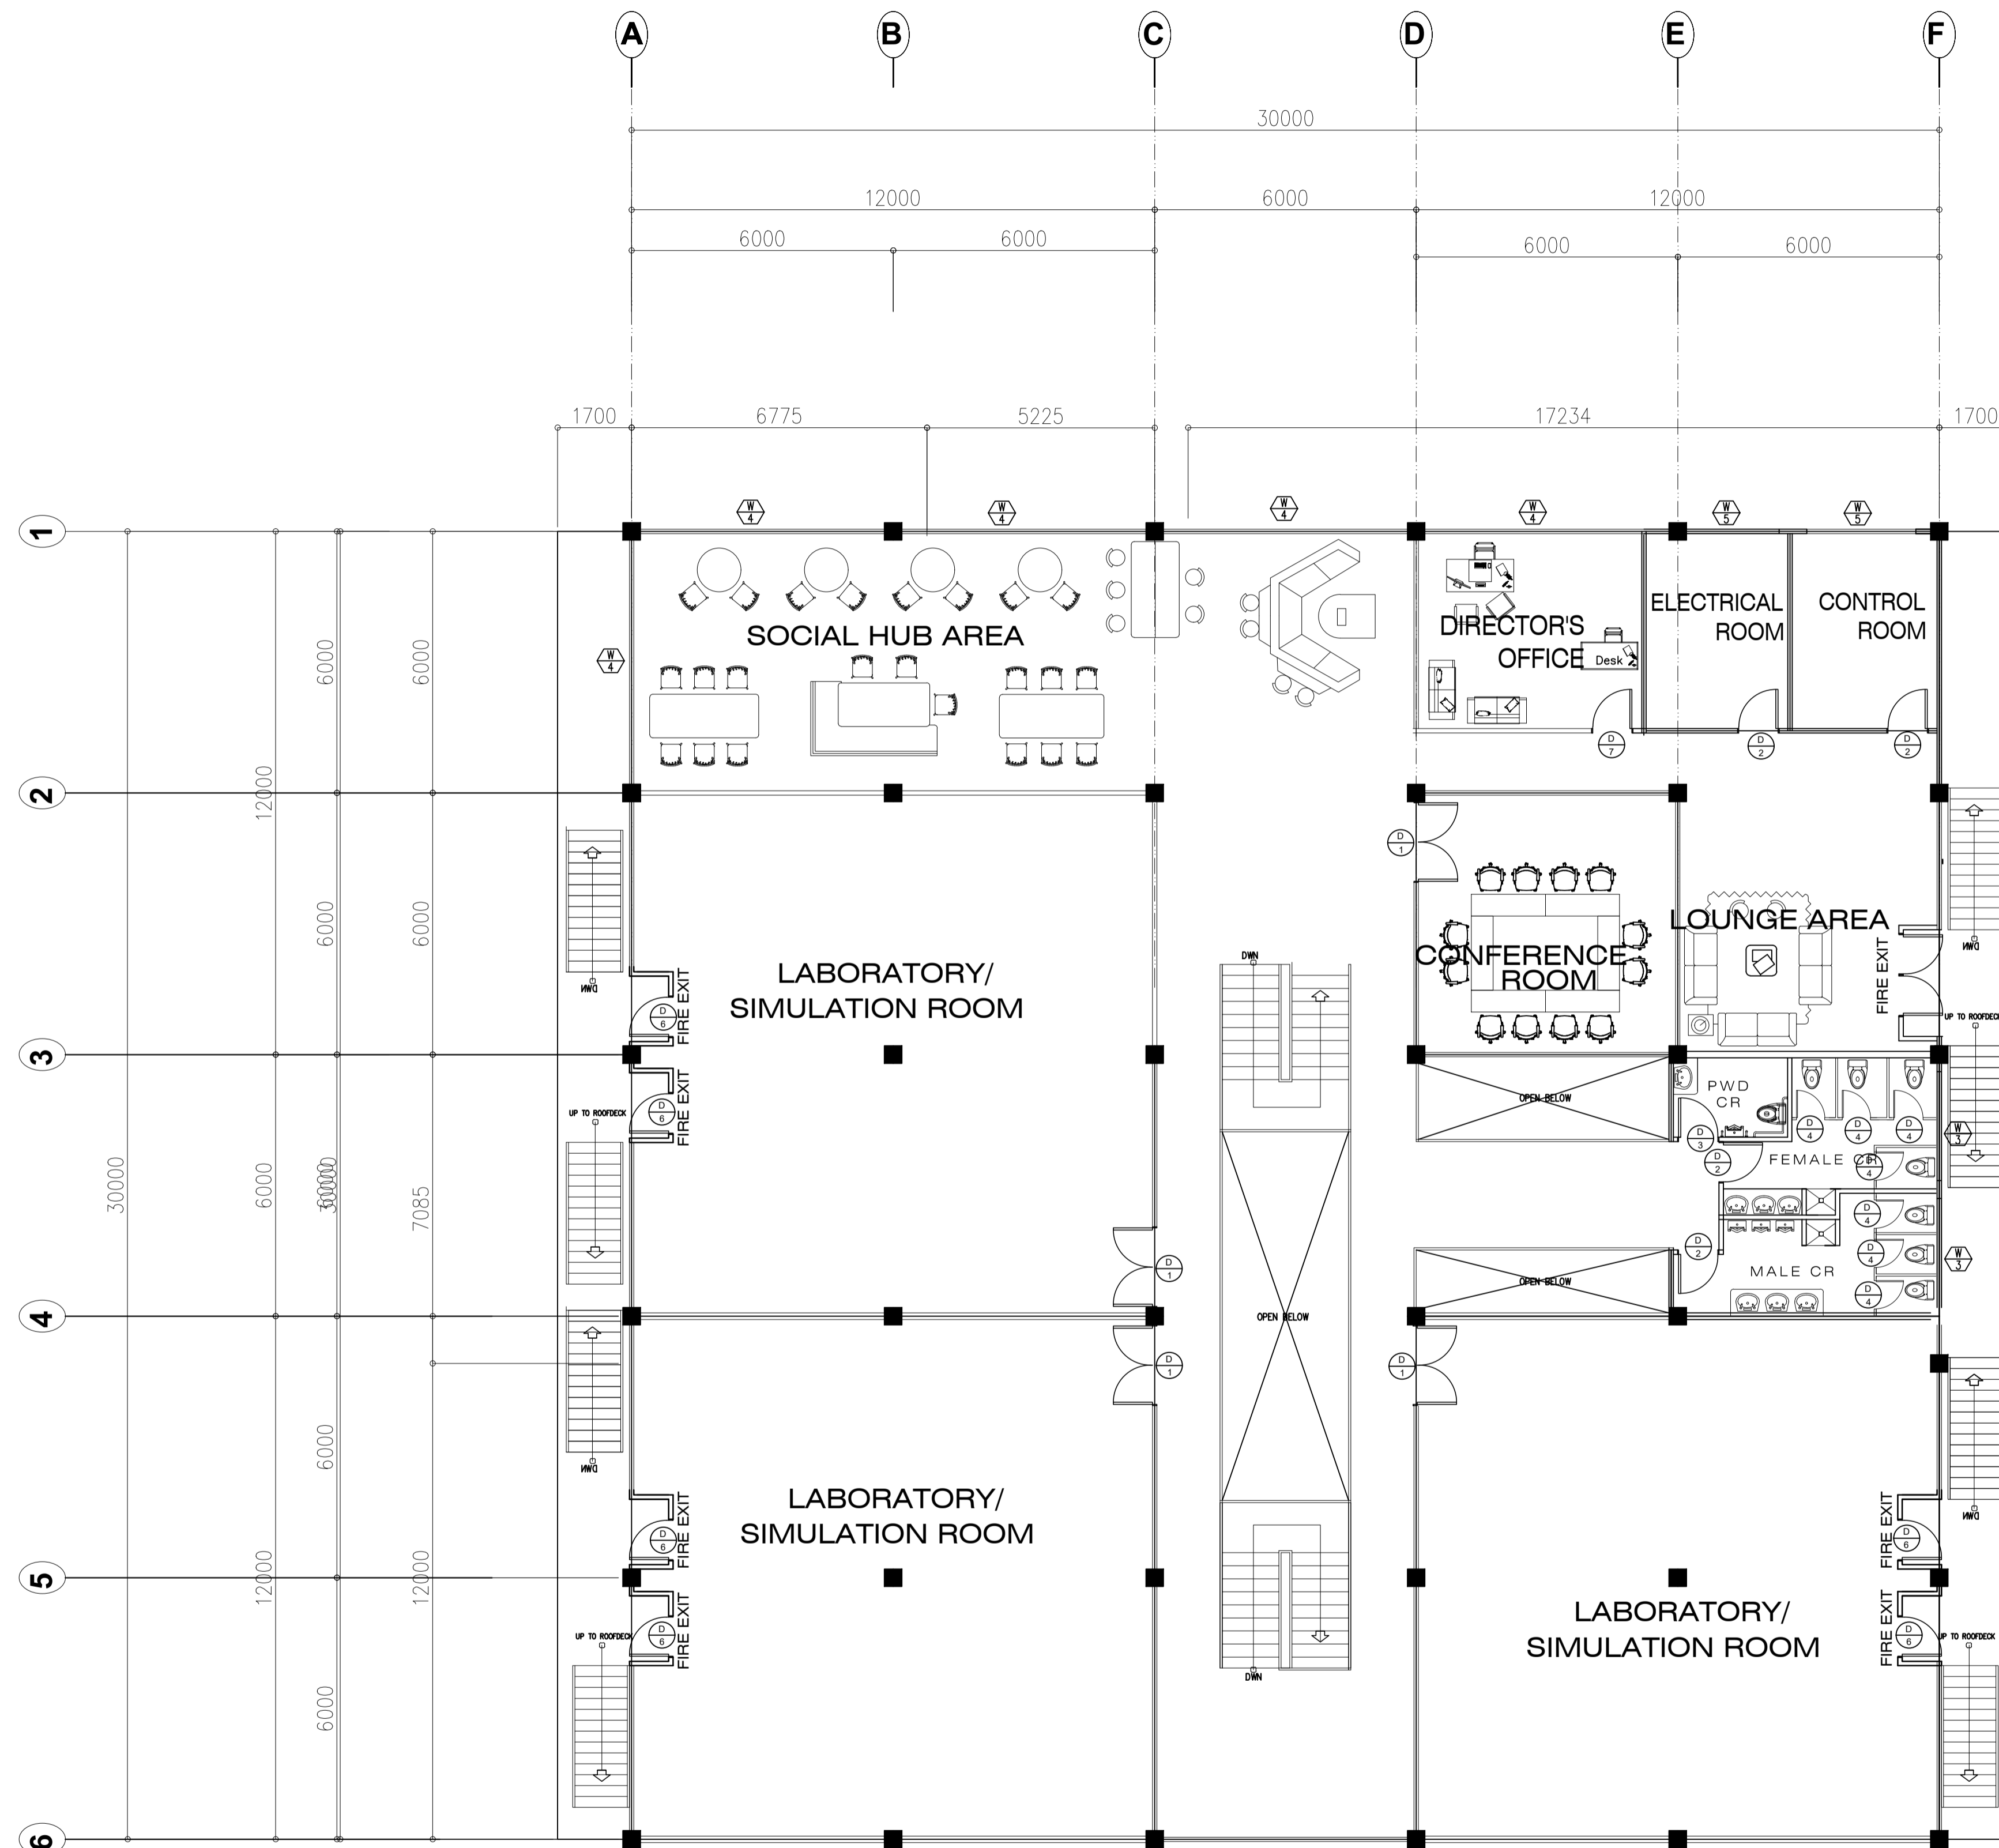 A B C D E F
30000
12000 6000 12000
6000 6000
6000 6000
1700 6775 5225 17234 1700
W 4
W 4
W 4
W 4
W 5
W 5
1
SOCIAL HUB AREA
DIRECTOR'S
OFFICE
Desk
ELECTRICAL
ROOM
CONTROL
ROOM
W 4
6000
6000
D 7
D 2
D 2
12000
2
D 1
6000
6000
LOUNGE AREA
CONFERENCE
ROOM
FIRE EXIT
DWN
DWN
LABORATORY/
SIMULATION ROOM
DWN
D 6
FIRE EXIT
UP TO ROOFDECK
3
UP TO ROOFDECK
D 6
FIRE EXIT
OPEN BELOW
PWD
CR
D 3
D 4
D 4
D 4
W 3
D 2
FEMALE CR
D 4
30000
6000
30000
7085
D 4
D 2
D 4
W 3
MALE CR
D 4
D 1
OPEN BELOW
4
OPEN BELOW
D 1
D 1
6000
DWN
LABORATORY/
SIMULATION ROOM
D 6
FIRE EXIT
D 6
FIRE EXIT
DWN
5
12000
12000
LABORATORY/
SIMULATION ROOM
UP TO ROOFDECK
D 6
FIRE EXIT
D 6
FIRE EXIT
UP TO ROOFDECK
DWN
6000
6